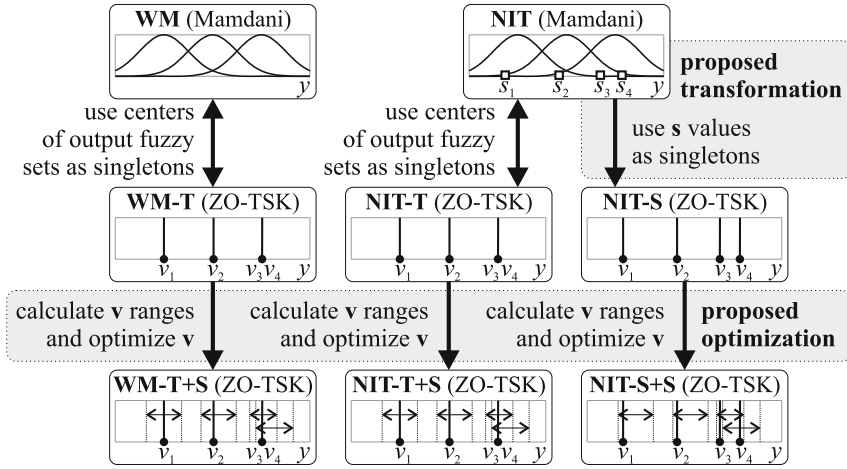 WM (Mamdani)
y
NIT (Mamdani)
s1 s2 s3 s4 y
proposed
transformation
use centers
of output fuzzy
sets as singletons
use centers
of output fuzzy
sets as singletons
use s values
as singletons
WM-T (ZO-TSK)
v1 v2 v3 v4 y
NIT-T (ZO-TSK)
v1 v2 v3 v4 y
NIT-S (ZO-TSK)
v1 v2 v3 v4 y
calculate v ranges
and optimize v
calculate v ranges
and optimize v
calculate v ranges
and optimize v
proposed
optimization
WM-T+S (ZO-TSK)
v1 v2 v3 v4 y
NIT-T+S (ZO-TSK)
v1 v2 v3 v4 y
NIT-S+S (ZO-TSK)
v1 v2 v3 v4 y